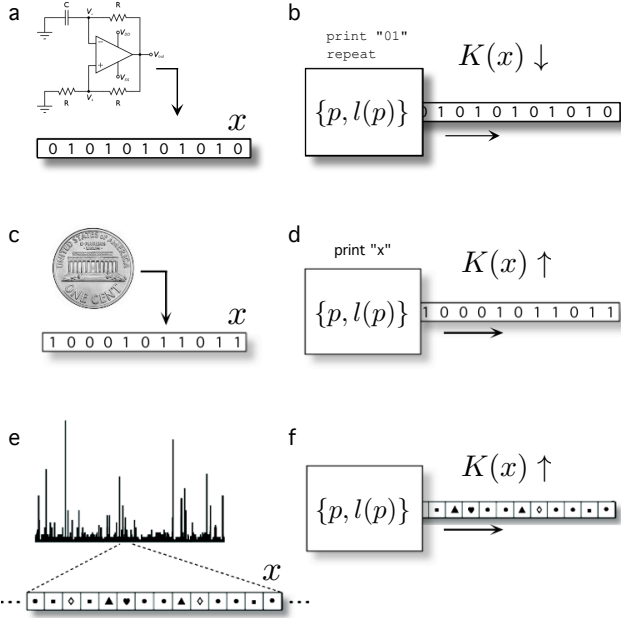 a
C
R
V₋
V_out
R
V₊
R
x
0 1 0 1 0 1 0 1 0 1 0
b
print "01"
repeat
K(x) ↓
{p, l(p)}
0 1 0 1 0 1 0 1 0 1 0
c
UNITED STATES OF AMERICA
E PLURIBUS
UNUM
ONE CENT
x
1 0 0 0 1 0 1 1 0 1 1
d
print "x"
K(x) ↑
{p, l(p)}
1 0 0 0 1 0 1 1 0 1 1
e
x
f
K(x) ↑
{p, l(p)}